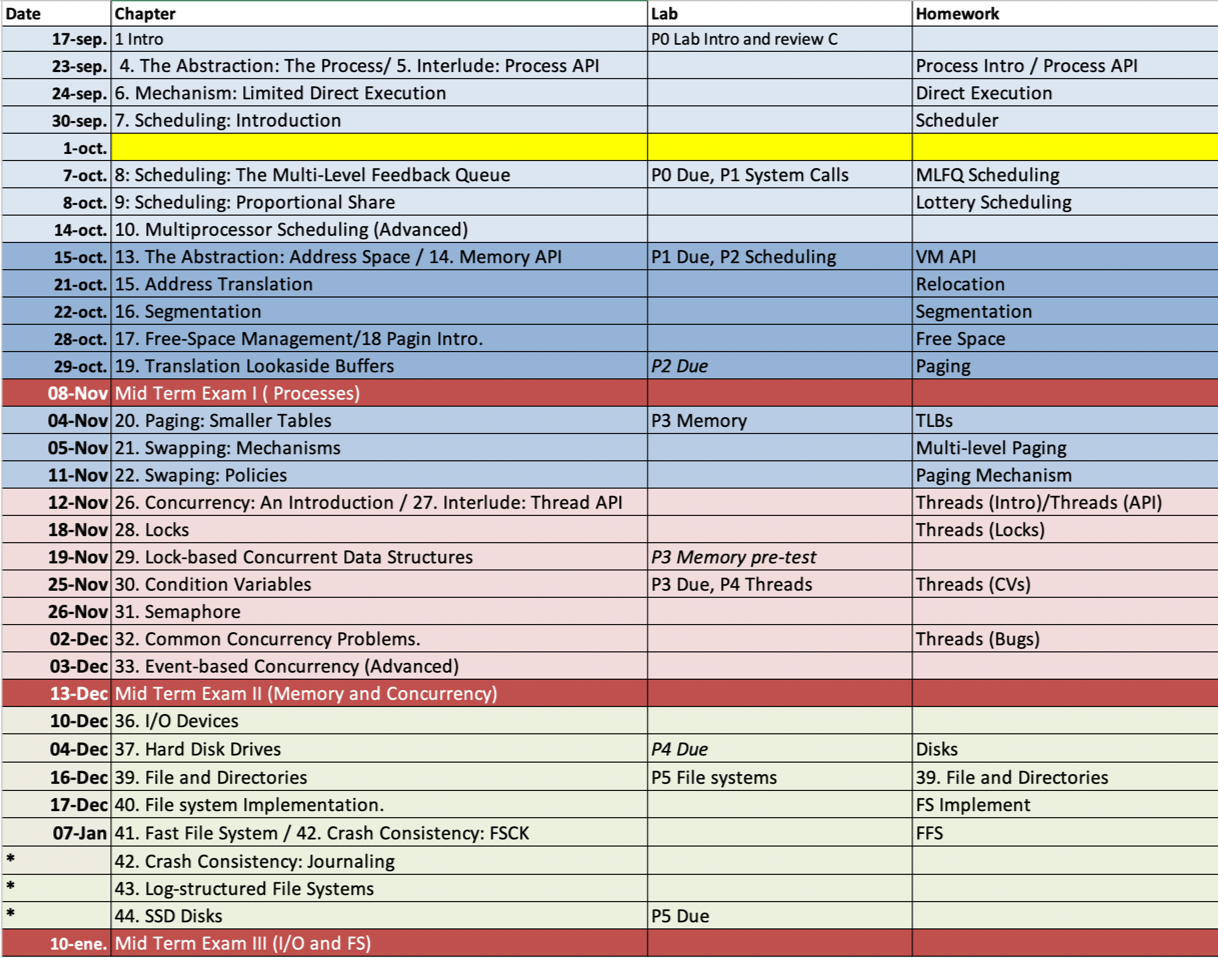 Date Chapter Lab Homework
17-sep. 1 Intro P0 Lab Intro and review C
23-sep. 4. The Abstraction: The Process/ 5. Interlude: Process API Process Intro / Process API
24-sep. 6. Mechanism: Limited Direct Execution Direct Execution
30-sep. 7. Scheduling: Introduction Scheduler
1-oct.
7-oct. 8: Scheduling: The Multi-Level Feedback Queue P0 Due, P1 System Calls MLFQ Scheduling
8-oct. 9: Scheduling: Proportional Share Lottery Scheduling
14-oct. 10. Multiprocessor Scheduling (Advanced)
15-oct. 13. The Abstraction: Address Space / 14. Memory API P1 Due, P2 Scheduling VM API
21-oct. 15. Address Translation Relocation
22-oct. 16. Segmentation Segmentation
28-oct. 17. Free-Space Management/18 Pagin Intro. Free Space
29-oct. 19. Translation Lookaside Buffers P2 Due Paging
08-Nov Mid Term Exam I ( Processes)
04-Nov 20. Paging: Smaller Tables P3 Memory TLBs
05-Nov 21. Swapping: Mechanisms Multi-level Paging
11-Nov 22. Swaping: Policies Paging Mechanism
12-Nov 26. Concurrency: An Introduction / 27. Interlude: Thread API Threads (Intro)/Threads (API)
18-Nov 28. Locks Threads (Locks)
19-Nov 29. Lock-based Concurrent Data Structures P3 Memory pre-test
25-Nov 30. Condition Variables P3 Due, P4 Threads Threads (CVs)
26-Nov 31. Semaphore
02-Dec 32. Common Concurrency Problems. Threads (Bugs)
03-Dec 33. Event-based Concurrency (Advanced)
13-Dec Mid Term Exam II (Memory and Concurrency)
10-Dec 36. I/O Devices
04-Dec 37. Hard Disk Drives P4 Due Disks
16-Dec 39. File and Directories P5 File systems 39. File and Directories
17-Dec 40. File system Implementation. FS Implement
07-Jan 41. Fast File System / 42. Crash Consistency: FSCK FFS
* 42. Crash Consistency: Journaling
* 43. Log-structured File Systems
* 44. SSD Disks P5 Due
10-ene. Mid Term Exam III (I/O and FS)